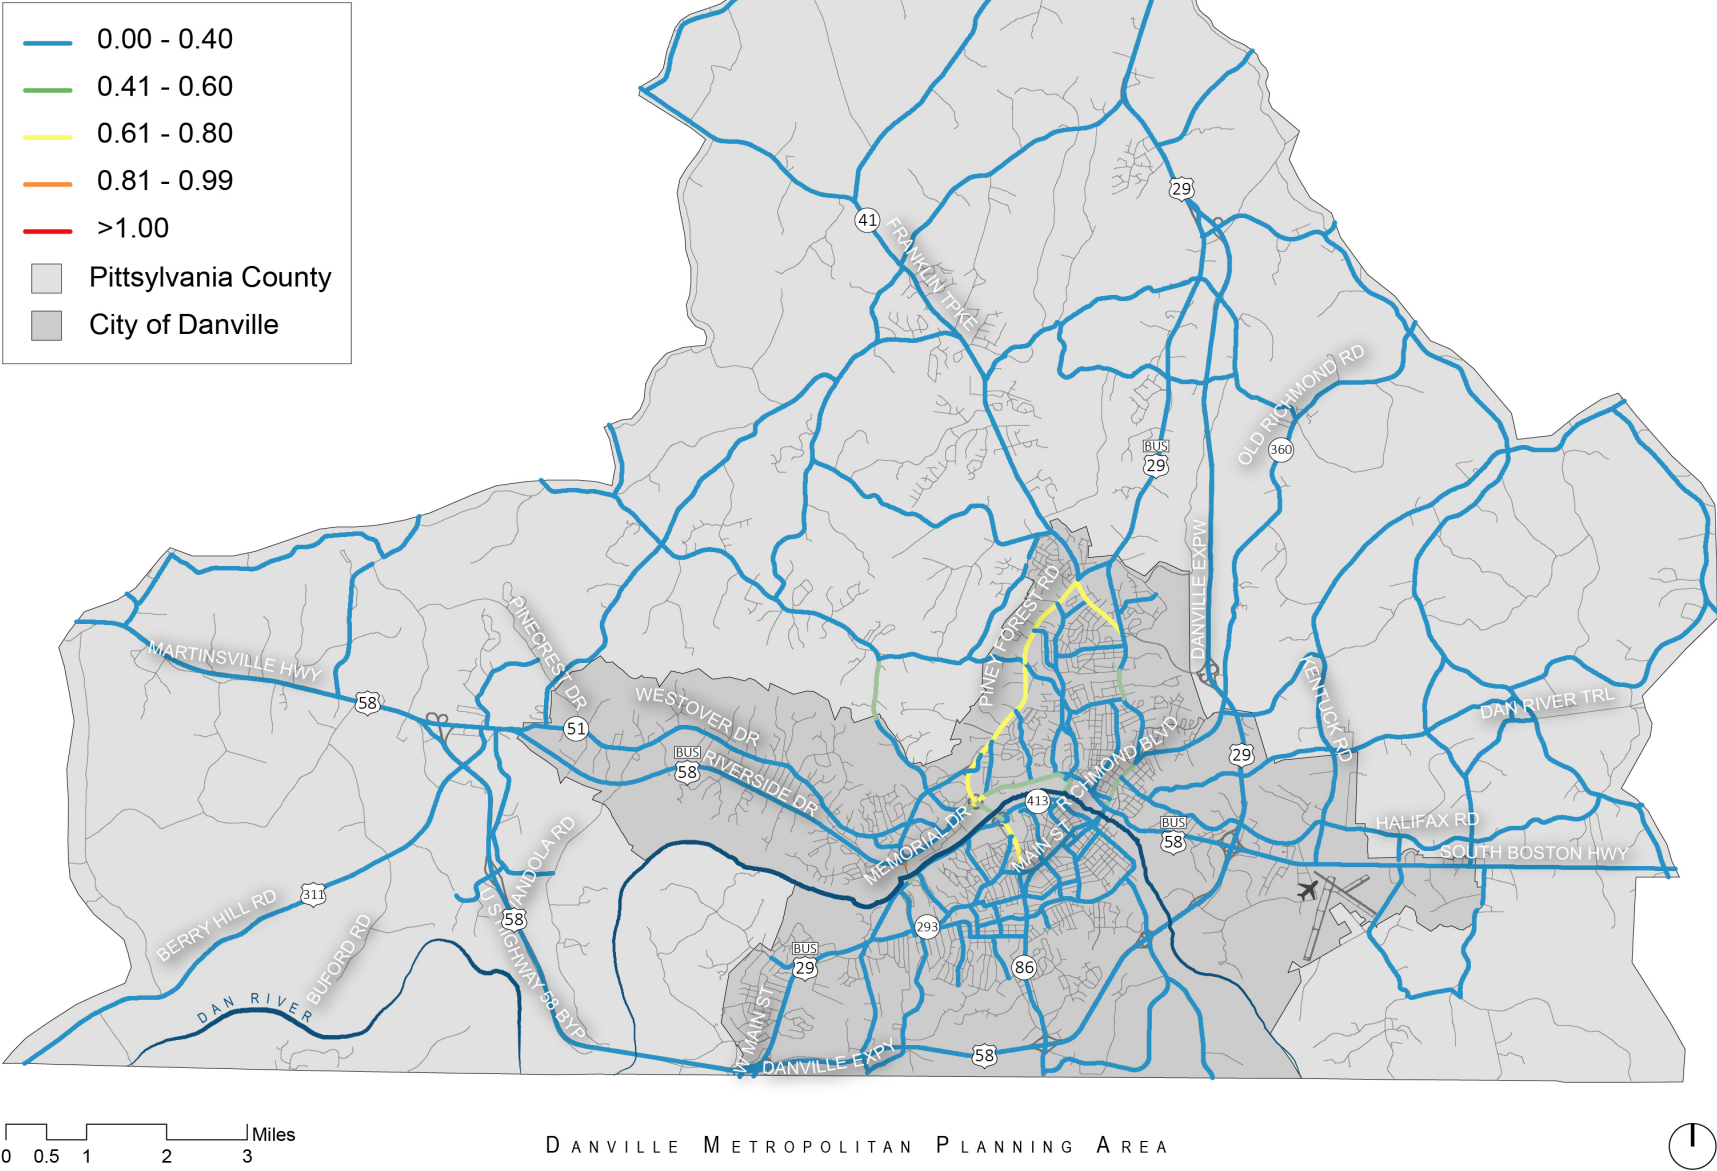 0.00 - 0.40
0.41 - 0.60
0.61 - 0.80
0.81 - 0.99
>1.00
Pittsylvania County
City of Danville
29
41
FRANKLIN TPKE
OLD RICHMOND RD
360
BUS
29
DANVILLE EXPW
PINEY FOREST RD
PINECREST DR
MARTINSVILLE HWY
58
WESTOVER DR
51
BUS
58
RIVERSIDE DR
KENTUCK RD
DAN RIVER TRL
29
RICHMOND BLVD
413
MEMORIAL DR
MAIN ST
BUS
58
HALIFAX RD
SOUTH BOSTON HWY
311
BERRY HILL RD
BUFORD RD
58
U S HIGHWAY 58 BYP
DAN RIVER
293
BUS
29
86
W MAIN ST
DANVILLE EXPY
58
Miles
0 0.5 1 2 3
DANVILLE METROPOLITAN PLANNING AREA